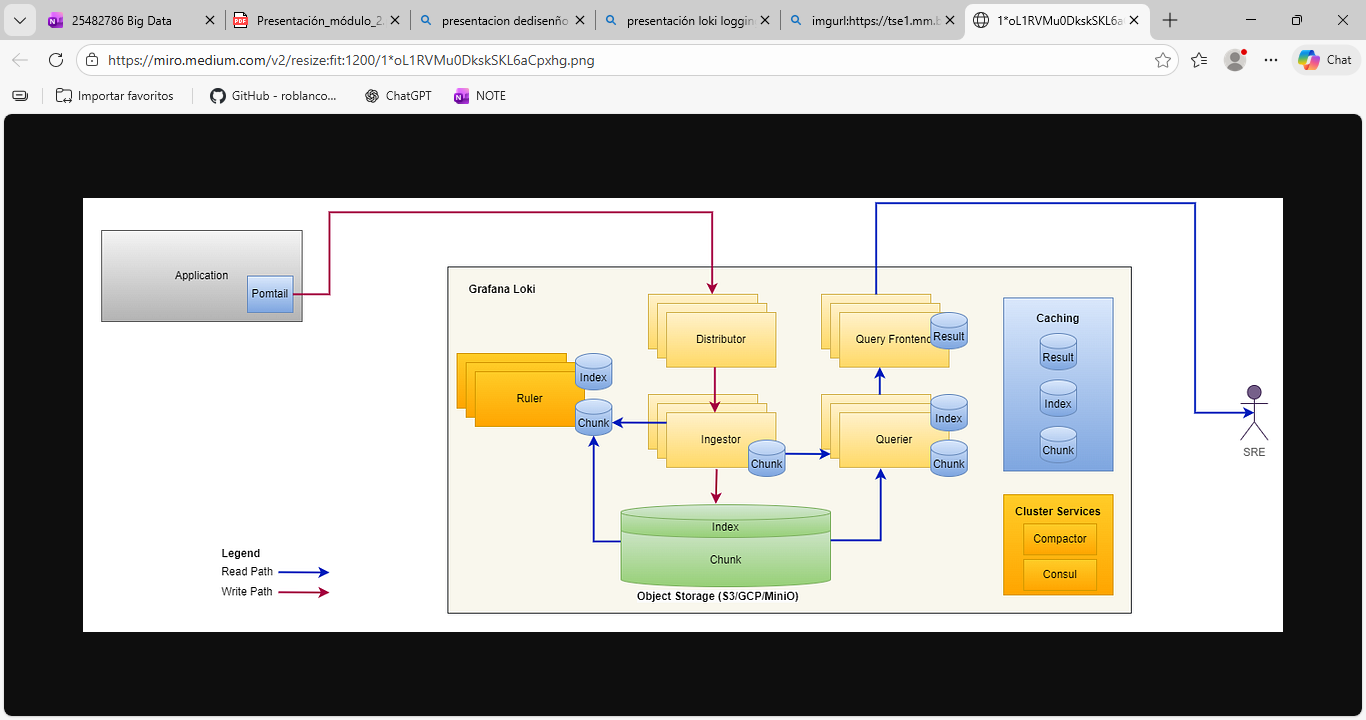 25482786 Big Data
Presentación_módulo_2.
presentacion dedisenño
presentación loki loggin
imgurl:https://tse1.mm.b
1*oL1RVMu0DkskSKL6a
https://miro.medium.com/v2/resize:fit:1200/1*oL1RVMu0DkskSKL6aCpxhg.png
Chat
Importar favoritos
GitHub - roblanco...
ChatGPT
NOTE
Application
Pomtail
Grafana Loki
Distributor
Query Frontend
Result
Caching
Result
Index
Chunk
Ruler
Index
Chunk
Ingestor
Chunk
Querier
Index
Chunk
SRE
Index
Chunk
Object Storage (S3/GCP/MiniO)
Cluster Services
Compactor
Consul
Legend
Read Path
Write Path